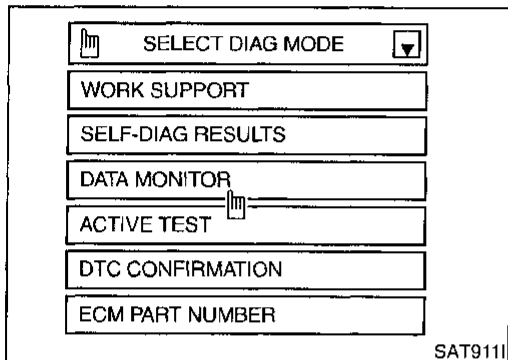 SELECT DIAG MODE
WORK SUPPORT
SELF-DIAG RESULTS
DATA MONITOR
ACTIVE TEST
DTC CONFIRMATION
ECM PART NUMBER
SAT911I